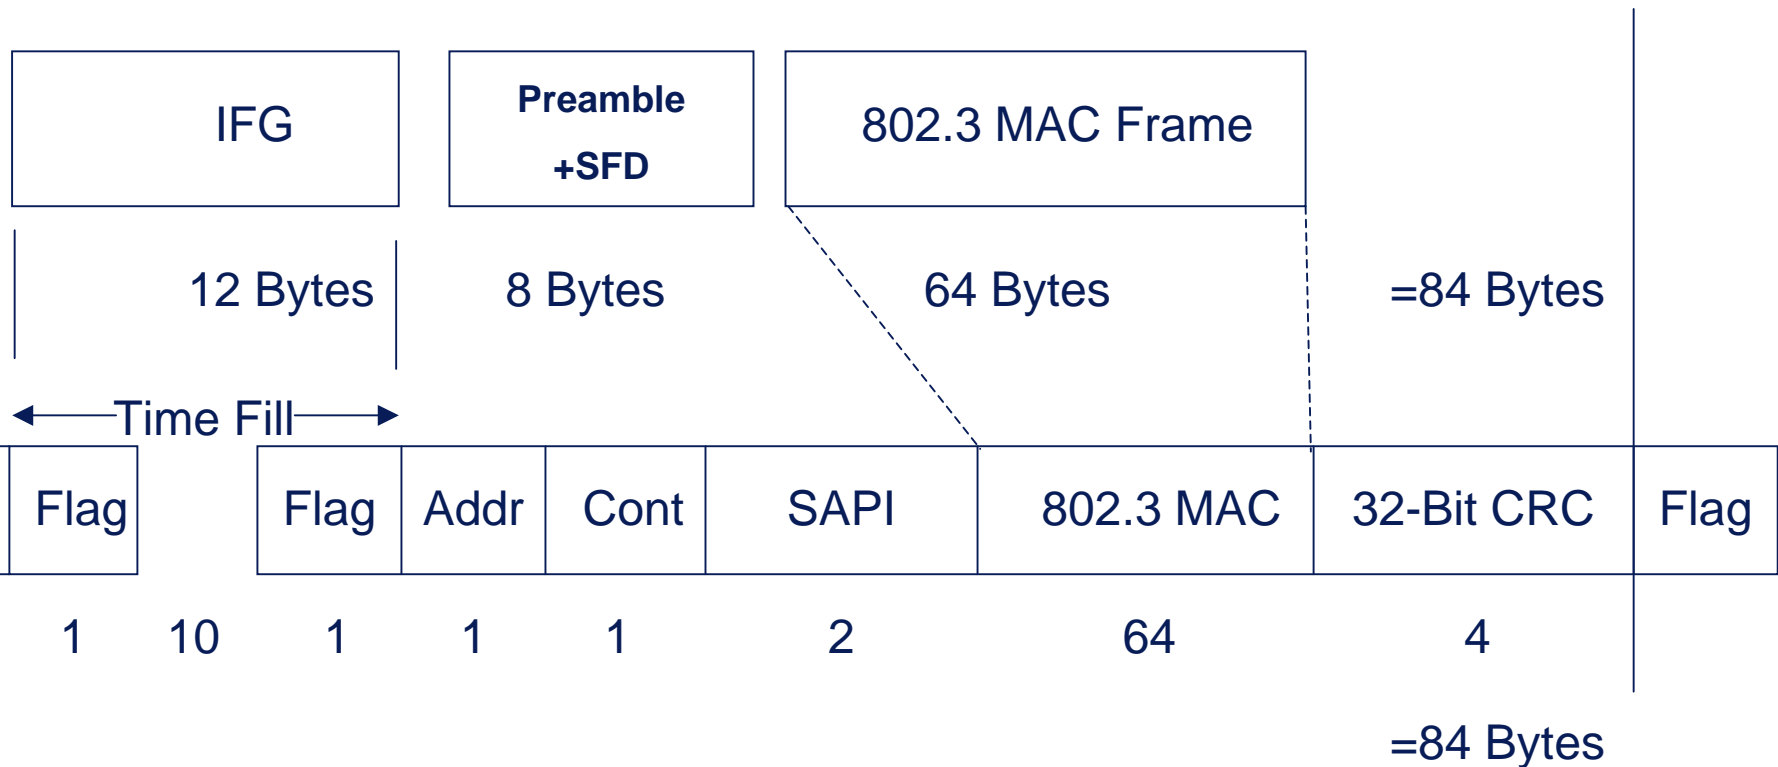 IFG
Preamble
+SFD
802.3 MAC Frame
12 Bytes
8 Bytes
64 Bytes
=84 Bytes
Time Fill
Flag
Flag
Addr
Cont
SAPI
802.3 MAC
32-Bit CRC
Flag
1
10
1
1
1
2
64
4
=84 Bytes